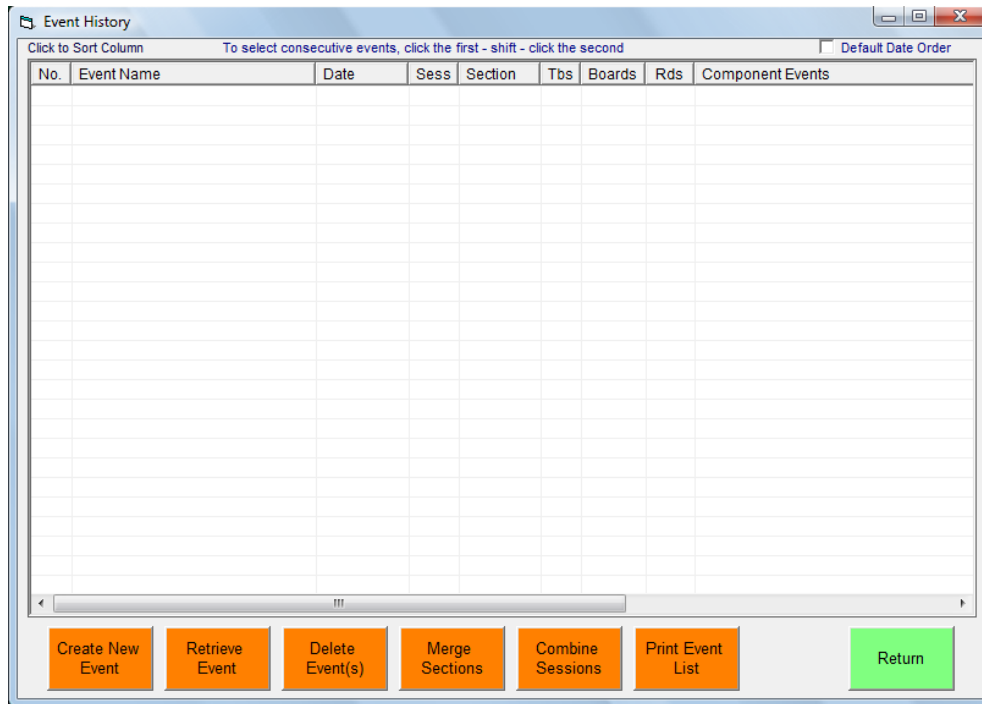 Event History
Click to Sort Column To select consecutive events, click the first - shift - click the second Default Date Order
No. Event Name Date Sess Section Tbs Boards Rds Component Events
Create New Event
Retrieve Event
Delete Event(s)
Merge Sections
Combine Sessions
Print Event List
Return